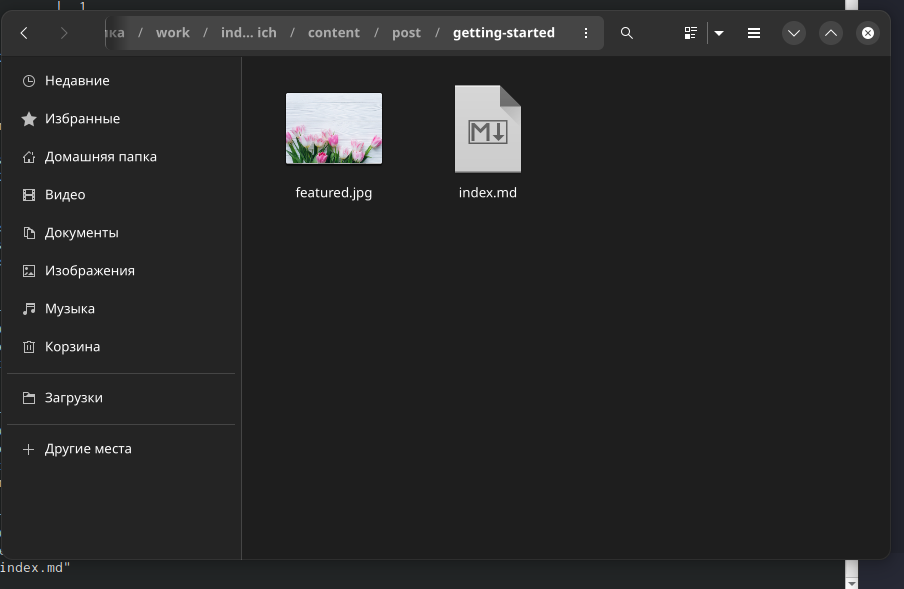 work / ind... ich / content / post / getting-started
Недавние
Избранные
Домашняя папка
Видео
Документы
Изображения
Музыка
Корзина
Загрузки
Другие места
featured.jpg
M
index.md
index.md"